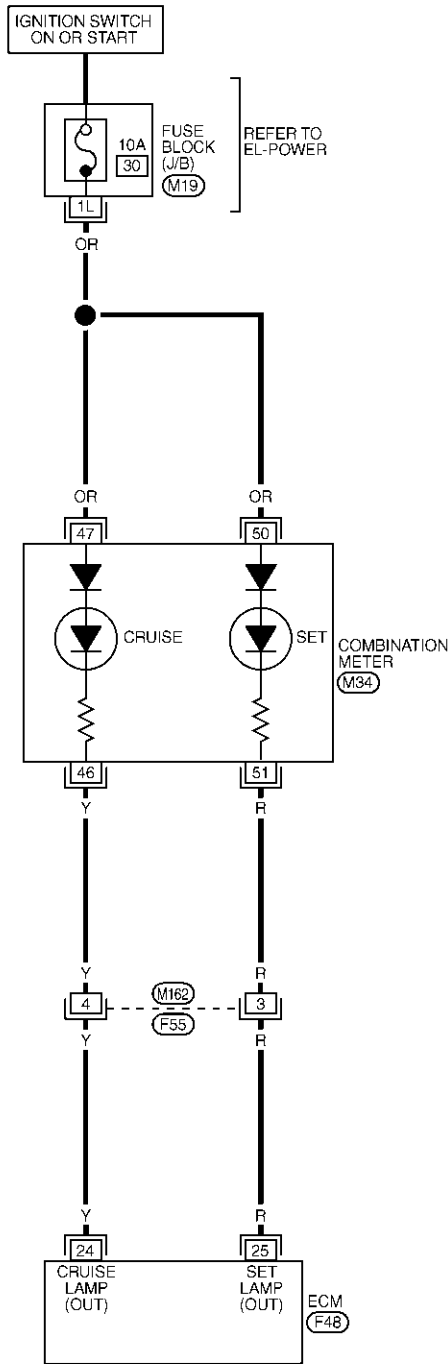 IGNITION SWITCH
ON OR START
10A
30
FUSE
BLOCK
(J/B)
M19
REFER TO
EL-POWER
1L
OR
OR
OR
47
50
CRUISE
SET
COMBINATION
METER
M34
46
51
Y
R
Y
R
4
M162
3
F55
Y
R
Y
R
24
25
CRUISE
LAMP
(OUT)
SET
LAMP
(OUT)
ECM
F48